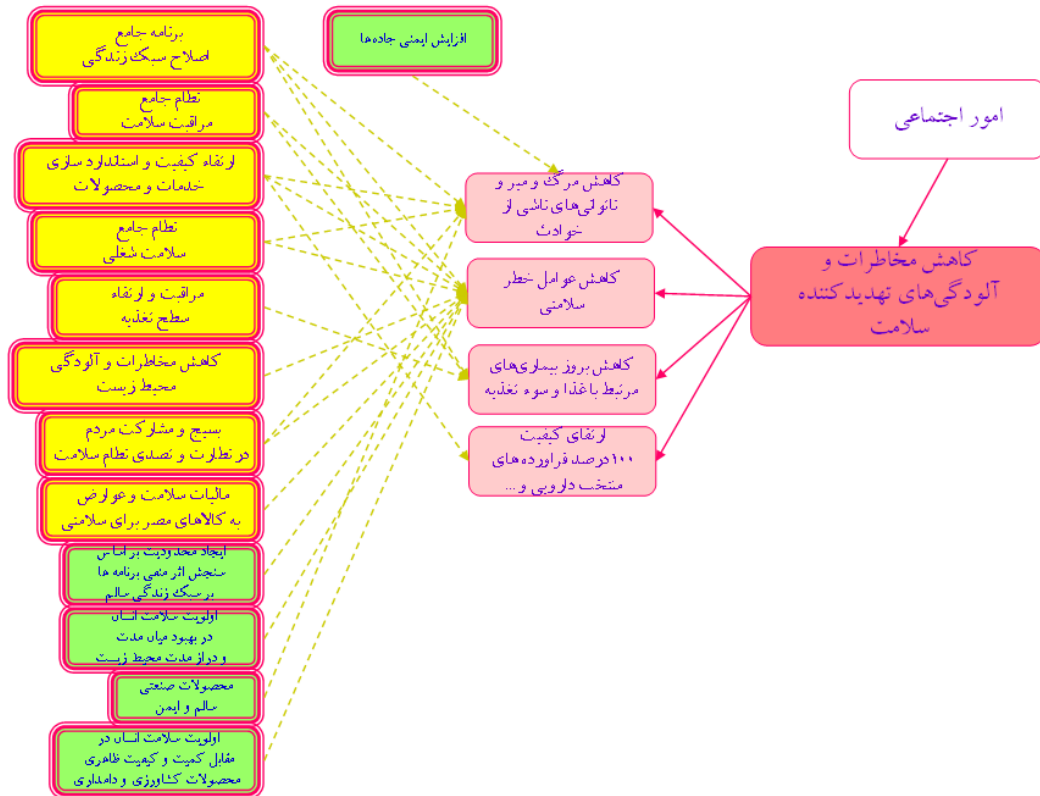 امور اجتماعی
کاهش مخاطرات و
آلودگی‌های تهدیدکننده
سلامت
کاهش مرگ و میر و
ناتوانی‌های ناشی از
حوادث
کاهش عوامل خطر
سلامتی
کاهش بروز بیماری‌های
مرتبط با غذا و سوء تغذیه
ارتقای کیفیت
۱۰۰درصد فراورده‌های
منتخب دارویی و...
افزایش ایمنی جاده‌ها
برنامه جامع
اصلاح سبک زندگی
نظام جامع
مراقبت سلامت
ارتقاء کیفیت و استاندارد سازی
خدمات و محصولات
نظام جامع
سلامت شغلی
مراقبت و ارتقاء
سطح تغذیه
کاهش مخاطرات و آلودگی
محیط زیست
بسیج و مشارکت مردم
در نظارت و تصدی نظام سلامت
مالیات سلامت و عوارض
به کالاهای مضر برای سلامتی
ایجاد محدودیت بر اساس
سنجش اثر منفی برنامه ها
بر سبک زندگی سالم
اولویت سلامت انسان
در بهبود میان مدت
و دراز مدت محیط زیست
محصولات صنعتی
سالم و ایمن
اولویت سلامت انسان در
مقابل کمیت و کیفیت ظاهری
محصولات کشاورزی و دامداری